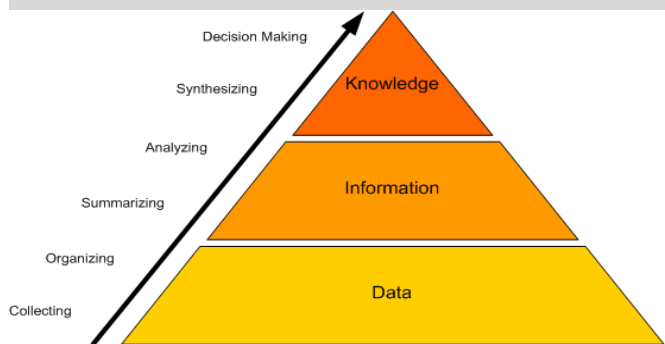 Decision Making
Knowledge
Synthesizing
Analyzing
Information
Summarizing
Organizing
Data
Collecting